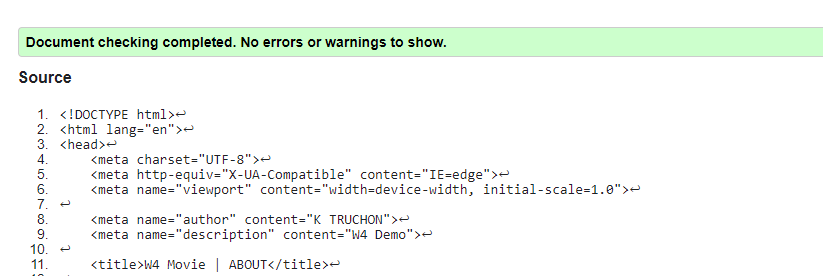 Document checking completed. No errors or warnings to show.
Source
1. <!DOCTYPE html>↩
2. <html lang="en">↩
3. <head>↩
4. <meta charset="UTF-8">↩
5. <meta http-equiv="X-UA-Compatible" content="IE=edge">↩
6. <meta name="viewport" content="width=device-width, initial-scale=1.0">↩
7. ↩
8. <meta name="author" content="K TRUCHON">↩
9. <meta name="description" content="W4 Demo">↩
10. ↩
11. <title>W4 Movie | ABOUT</title>↩